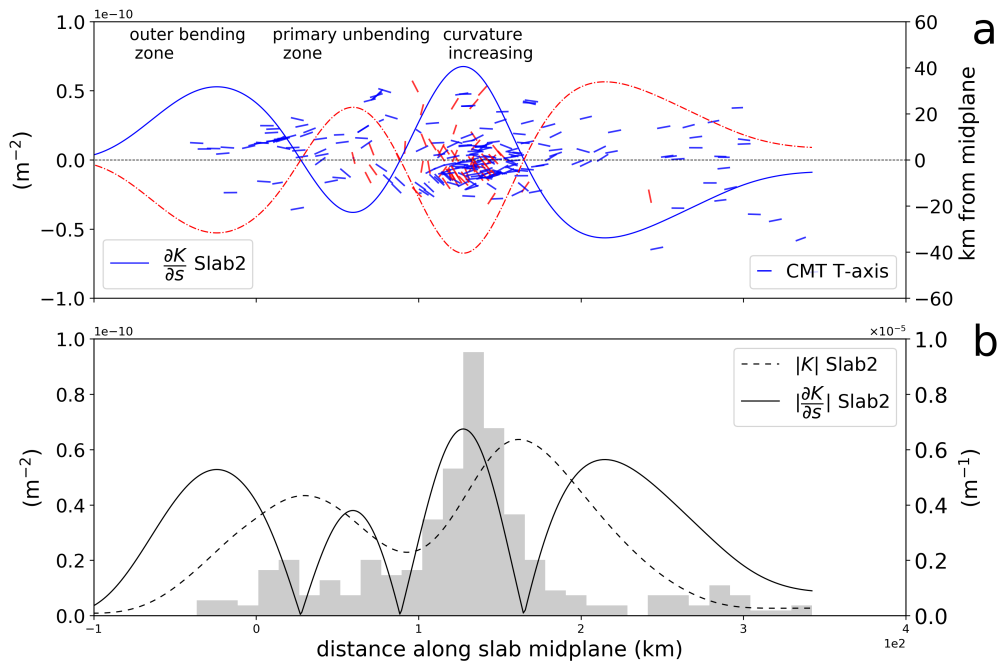 1e−10
a
outer bending primary unbending curvature
zone zone increasing
1.0
0.5
0.0
−0.5
−1.0
(m−2)
60
40
20
0
−20
−40
−60
km from midplane
∂K/∂s Slab2
CMT T-axis
1e−10
×10−5
b
1.0
0.8
0.6
0.4
0.2
0.0
(m−2)
1.0
0.8
0.6
0.4
0.2
0.0
(m−1)
|K| Slab2
|∂K/∂s| Slab2
−1 0 1 2 3 4
1e2
distance along slab midplane (km)